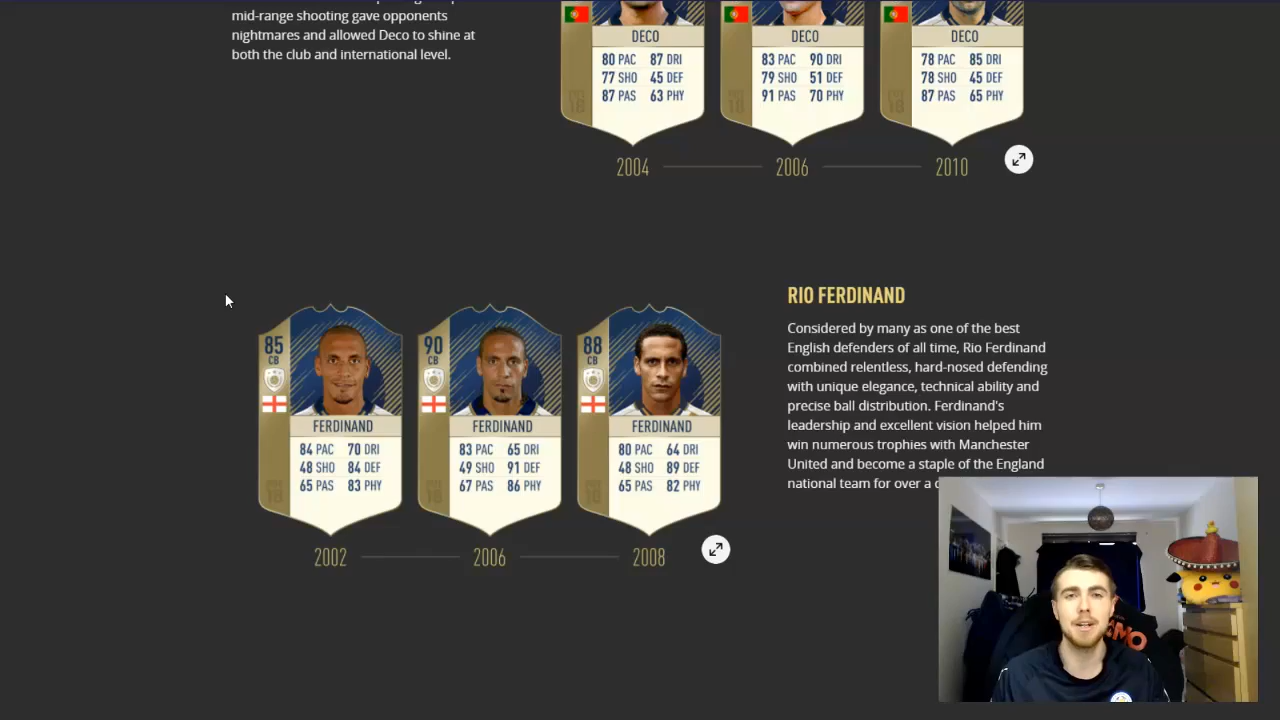 mid-range shooting gave opponents
nightmares and allowed Deco to shine at
both the club and international level.
DECO
80 PAC 87 DRI
77 SHO 45 DEF
87 PAS 63 PHY
2004
DECO
83 PAC 90 DRI
79 SHO 51 DEF
91 PAS 70 PHY
2006
DECO
78 PAC 85 DRI
78 SHO 45 DEF
87 PAS 65 PHY
2010
85
CB
FERDINAND
84 PAC 70 DRI
48 SHO 84 DEF
65 PAS 83 PHY
2002
90
CB
FERDINAND
83 PAC 65 DRI
49 SHO 91 DEF
67 PAS 86 PHY
2006
88
CB
FERDINAND
80 PAC 64 DRI
48 SHO 89 DEF
65 PAS 82 PHY
2008
RIO FERDINAND
Considered by many as one of the best
English defenders of all time, Rio Ferdinand
combined relentless, hard-nosed defending
with unique elegance, technical ability and
precise ball distribution. Ferdinand's
leadership and excellent vision helped him
win numerous trophies with Manchester
United and become a staple of the England
national team for over a